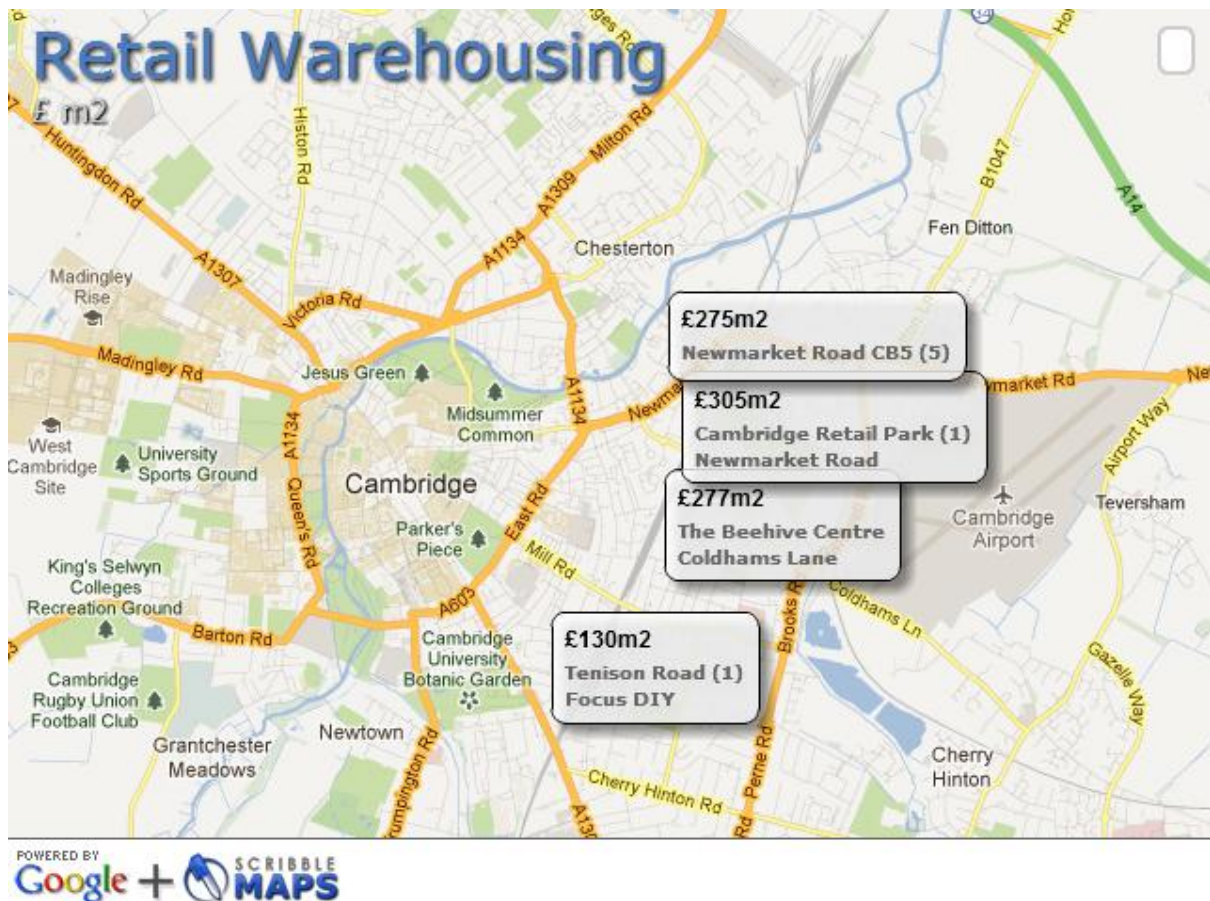 Retail Warehousing
£ m2
Histon Rd
Huntingdon Rd
Milton Rd
A1309
B1047
A14
A1134
Chesterton
Fen Ditton
A1307
Madingley
Rise
Victoria Rd
£275m2
Newmarket Road CB5 (5)
Madingley Rd
Jesus Green
A1134
Midsummer
Common
£305m2
Cambridge Retail Park (1)
Newmarket Road
Airport Way
West
Cambridge
Site
University
Sports Ground
A1734
Queen's Rd
Cambridge
East Rd
£277m2
The Beehive Centre
Coldhams Lane
Cambridge
Airport
Teversham
Parker's
Piece
Mill Rd
King's Selwyn
Colleges
Recreation Ground
A603
Coldhams Ln
Barton Rd
Cambridge
University
Botanic Garden
£130m2
Tenison Road (1)
Focus DIY
Gazelle Way
Cambridge
Rugby Union
Football Club
Newtown
Grantchester
Meadows
Perne Rd
Cherry
Hinton
Cherry Hinton Rd
POWERED BY
Google + SCRIBBLE
MAPS